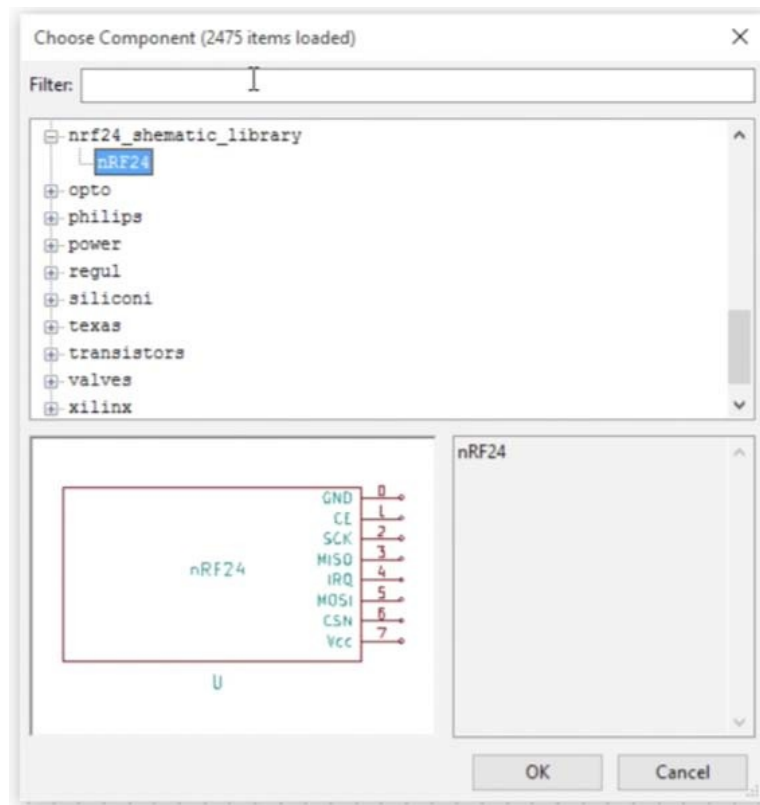 Choose Component (2475 items loaded)
Filter:
nrf24_shematic_library
nRF24
opto
philips
power
regul
siliconi
texas
transistors
valves
xilinx
nRF24
GND 0
CE 1
SCK 2
MISO 3
IRQ 4
MOSI 5
CSN 6
Vcc 7
nRF24
U
OK Cancel